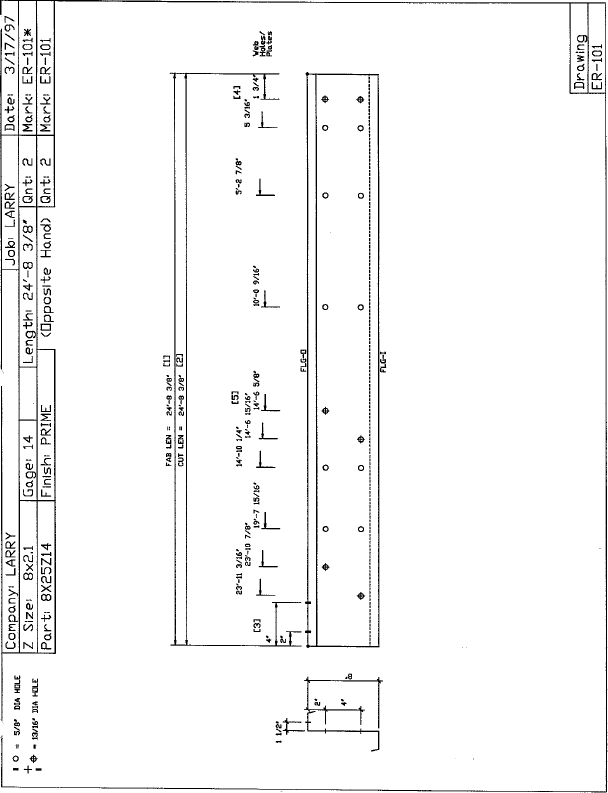 Company: LARRY
Job: LARRY
Date: 3/17/97
Z Size: 8x2.1
Gage: 14
Length: 24'-8 3/8"
Qnt: 2
Mark: ER-101*
Part: 8X25Z14
Finish: PRIME
(Opposite Hand)
Qnt: 2
Mark: ER-101
= 5/8" DIA HOLE
= 13/16" DIA HOLE
Drawing
ER-101
Web
Holes/
Plates
FAB LEN = 24'-8 3/8" [1]
CUT LEN = 24'-8 3/8" [2]
[3]
4"
2"
23'-11 3/16"
23'-10 7/8"
19'-7 15/16"
14'-10 1/4"
14'-6 15/16"
[5]
14'-6 5/8"
10'-0 9/16"
5'-2 7/8"
5 3/16"
[4]
1 3/4"
FLG-O
FLG-I
8"
2"
4"
1 1/2"